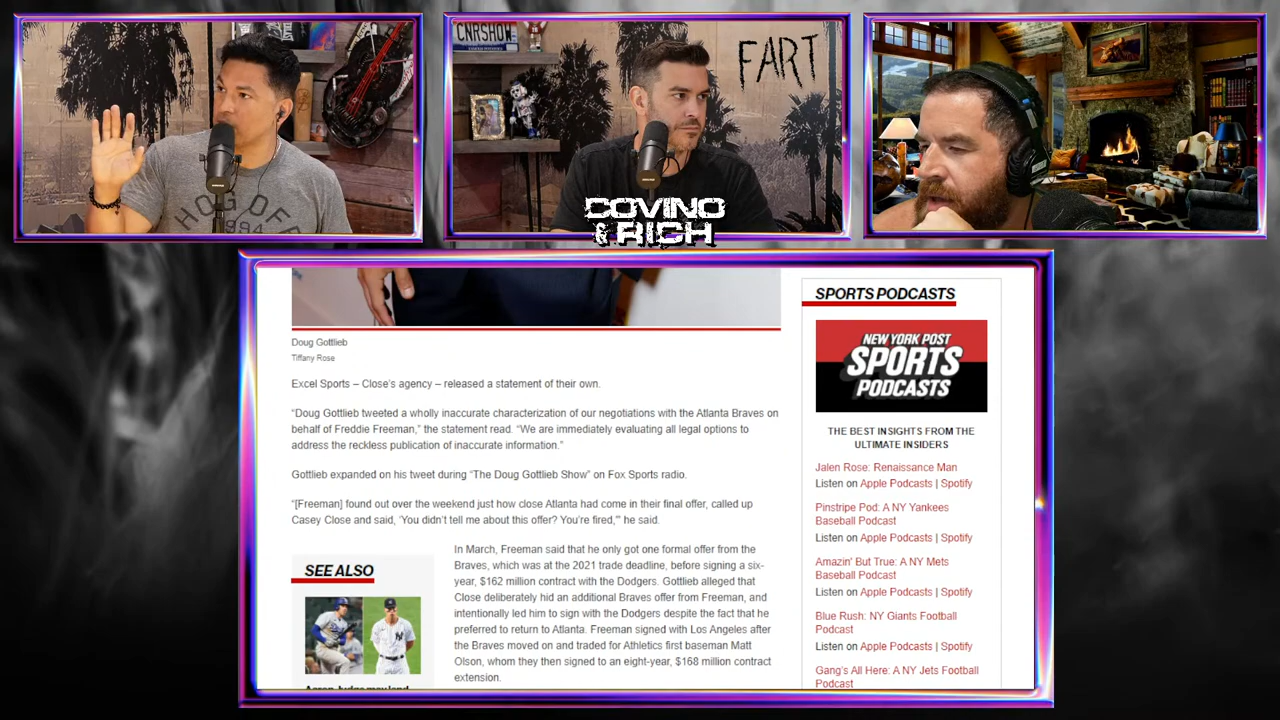 CNRSHOW
FART
HOG OF
1994
COVINO
& RICH
Doug Gottlieb
Tiffany Rose
Excel Sports – Close's agency – released a statement of their own.
“Doug Gottlieb tweeted a wholly inaccurate characterization of our negotiations with the Atlanta Braves on
behalf of Freddie Freeman,” the statement read. “We are immediately evaluating all legal options to
address the reckless publication of inaccurate information.”
Gottlieb expanded on his tweet during “The Doug Gottlieb Show” on Fox Sports radio.
“[Freeman] found out over the weekend just how close Atlanta had come in their final offer, called up
Casey Close and said, ‘You didn't tell me about this offer? You're fired,’” he said.
SEE ALSO
In March, Freeman said that he only got one formal offer from the
Braves, which was at the 2021 trade deadline, before signing a six-
year, $162 million contract with the Dodgers. Gottlieb alleged that
Close deliberately hid an additional Braves offer from Freeman, and
intentionally led him to sign with the Dodgers despite the fact that he
preferred to return to Atlanta. Freeman signed with Los Angeles after
the Braves moved on and traded for Athletics first baseman Matt
Olson, whom they then signed to an eight-year, $168 million contract
extension.
Aaron Judge may land
SPORTS PODCASTS
NEW YORK POST
SPORTS
PODCASTS
THE BEST INSIGHTS FROM THE
ULTIMATE INSIDERS
Jalen Rose: Renaissance Man
Listen on Apple Podcasts | Spotify
Pinstripe Pod: A NY Yankees
Baseball Podcast
Listen on Apple Podcasts | Spotify
Amazin' But True: A NY Mets
Baseball Podcast
Listen on Apple Podcasts | Spotify
Blue Rush: NY Giants Football
Podcast
Listen on Apple Podcasts | Spotify
Gang's All Here: A NY Jets Football
Podcast